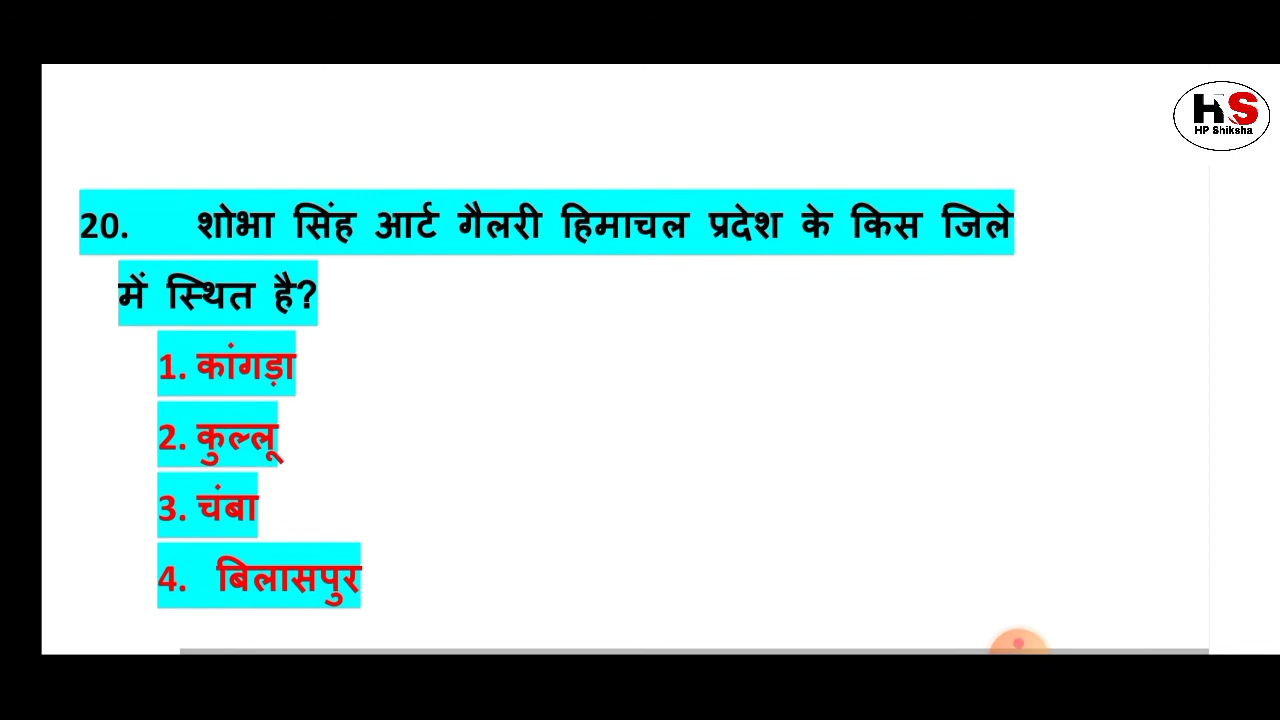 HS
HP Shiksha
20. शोभा सिंह आर्ट गैलरी हिमाचल प्रदेश के किस जिले
में स्थित है?
1. कांगड़ा
2. कुल्लू
3. चंबा
4. बिलासपुर